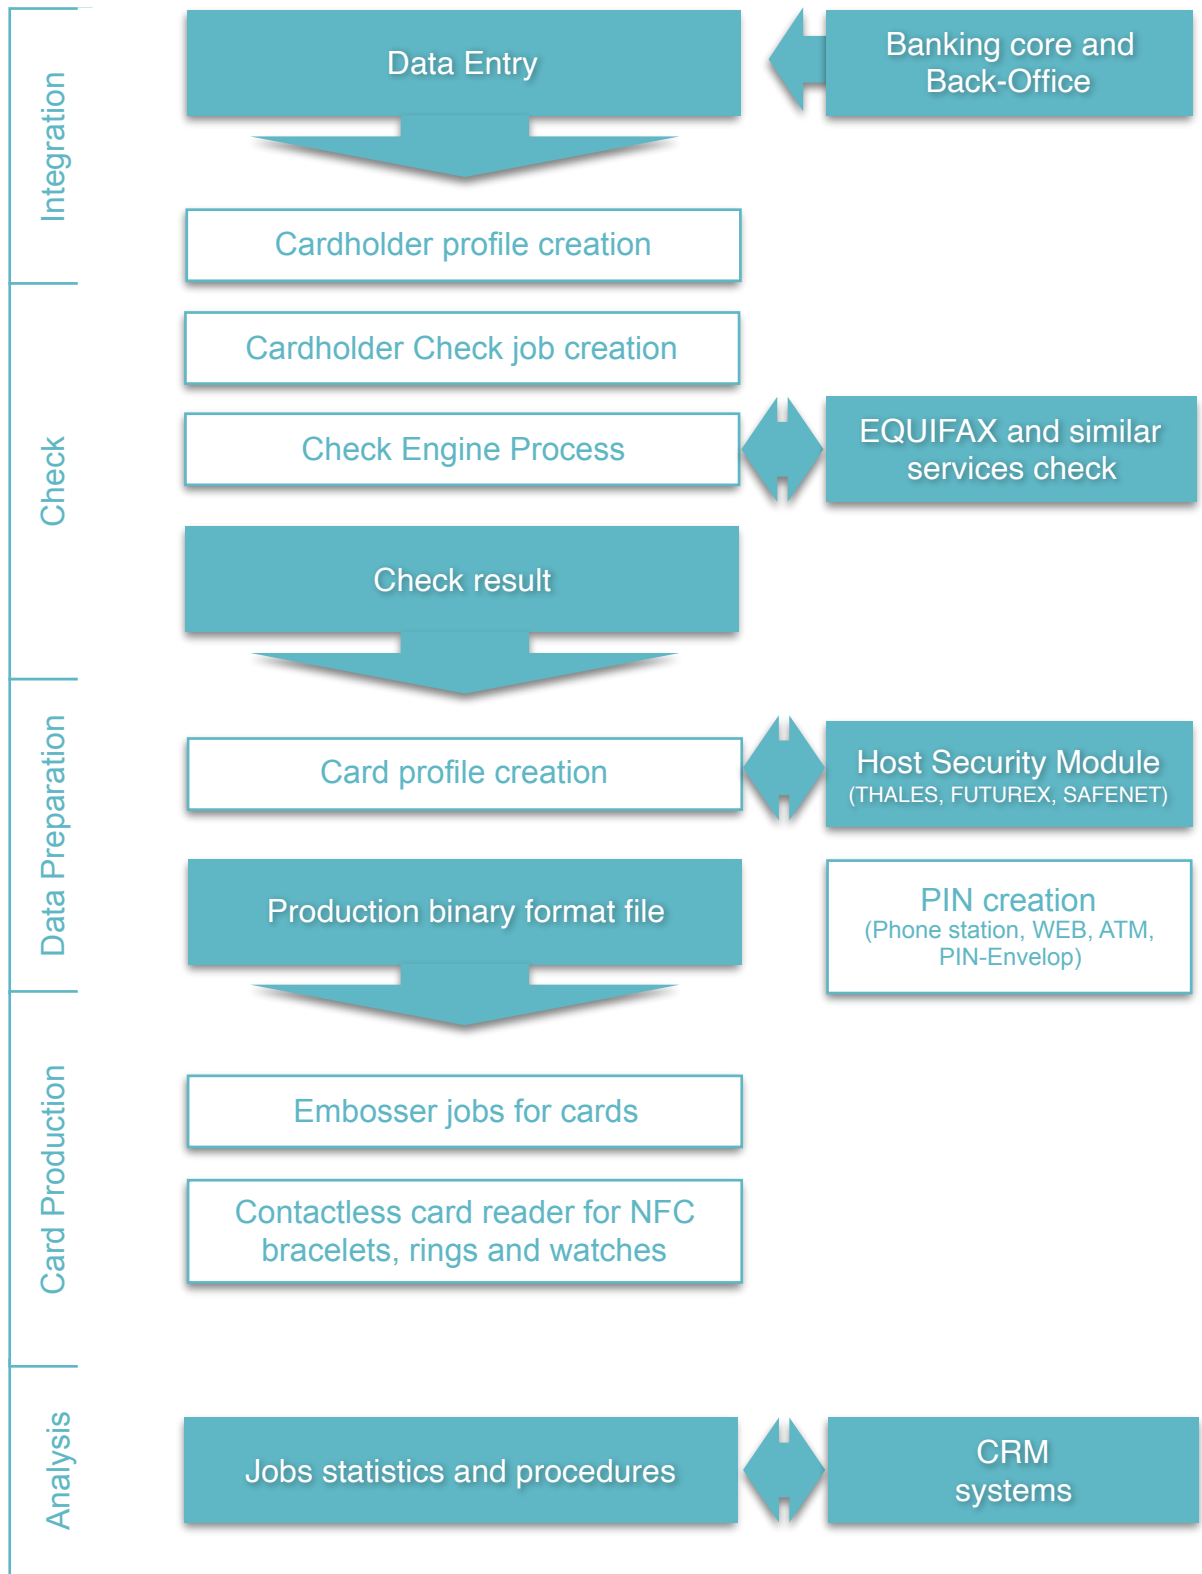 Integration
Data Entry
Banking core and
Back-Office
Cardholder profile creation
Check
Cardholder Check job creation
Check Engine Process
EQUIFAX and similar
services check
Check result
Data Preparation
Card profile creation
Host Security Module
(THALES, FUTUREX, SAFENET)
Production binary format file
PIN creation
(Phone station, WEB, ATM,
PIN-Envelop)
Card Production
Embosser jobs for cards
Contactless card reader for NFC
bracelets, rings and watches
Analysis
Jobs statistics and procedures
CRM
systems